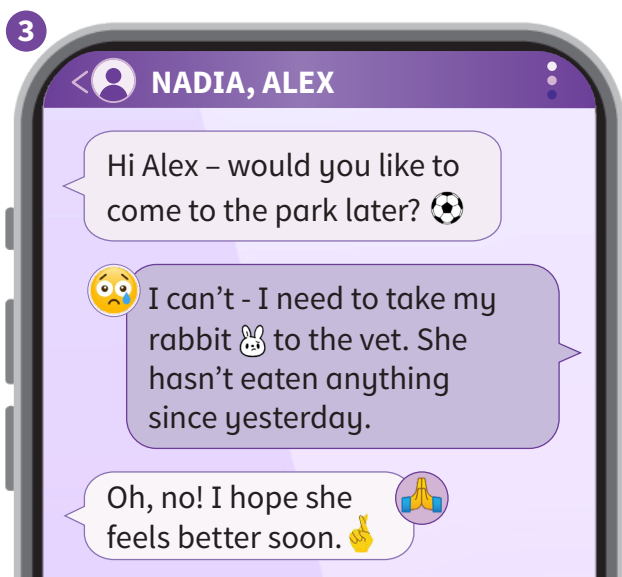 3
NADIA, ALEX
Hi Alex – would you like to
come to the park later? ⚽
I can't - I need to take my
rabbit 🐰 to the vet. She
hasn't eaten anything
since yesterday.
Oh, no! I hope she
feels better soon. 🤞